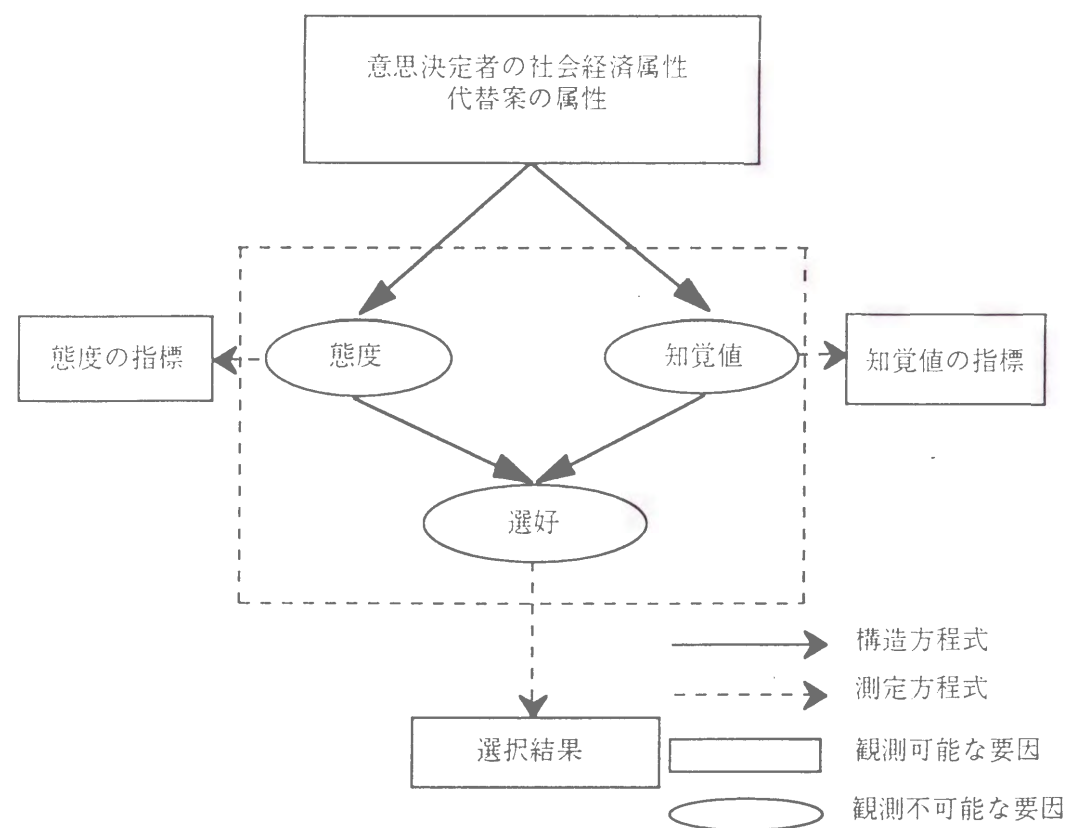 意思決定者の社会経済属性
代替案の属性
態度の指標
態度
知覚値
知覚値の指標
選好
選択結果
構造方程式
測定方程式
観測可能な要因
観測不可能な要因